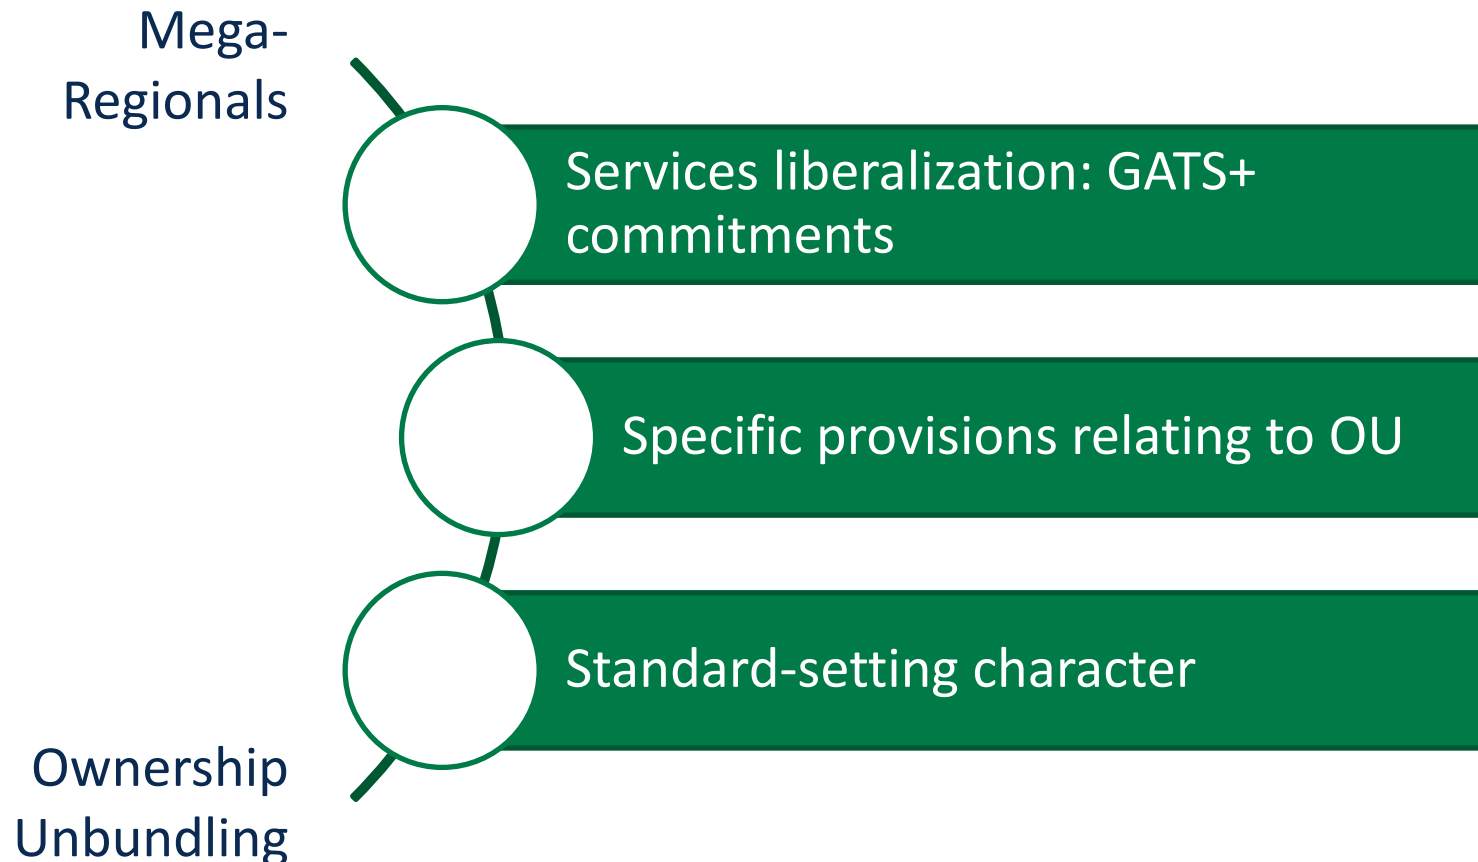 Mega-
Regionals
Services liberalization: GATS+
commitments
Specific provisions relating to OU
Standard-setting character
Ownership
Unbundling